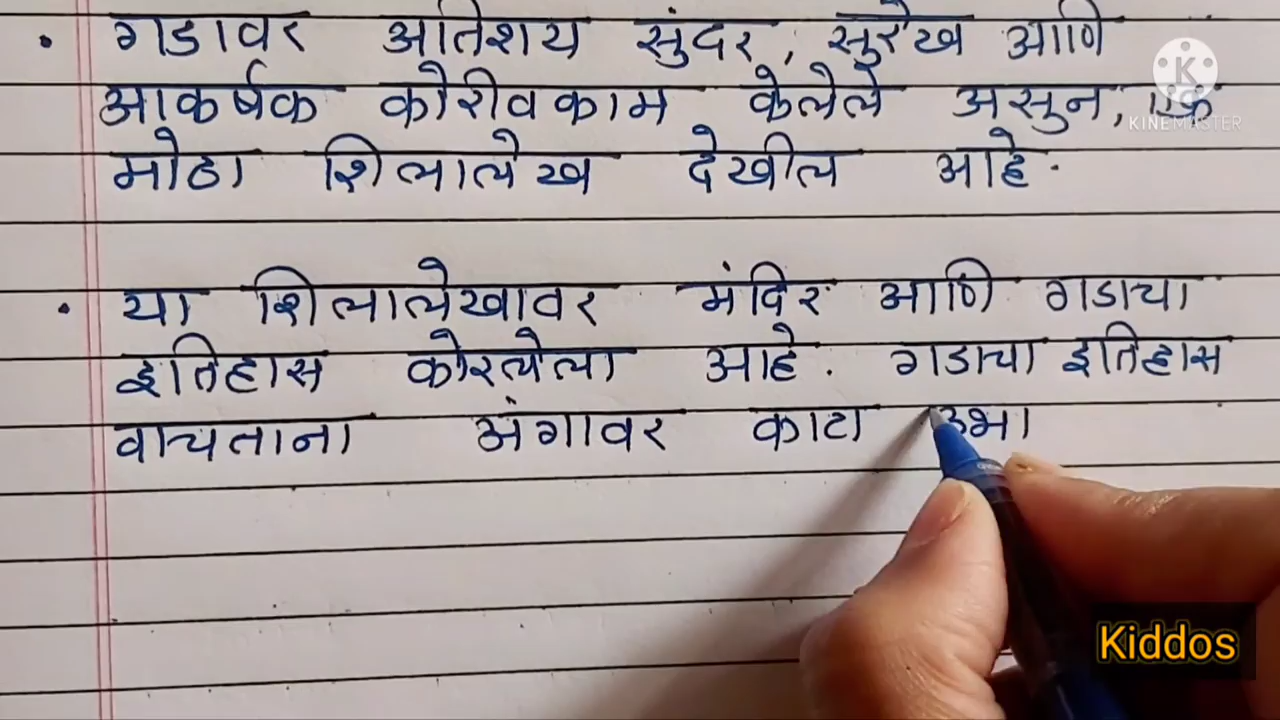 • गडावर अतिशय सुंदर, सुरेख आणि
आकर्षक कोरीवकाम केलेले असुन, एक
मोठा शिलालेख देखील आहे.
• या शिलालेखावर मंदिर आणि गडाचा
इतिहास कोरलेला आहे. गडाचा इतिहास
वाचताना अंगावर काटा उभा
K
KINEMASTER
Kiddos